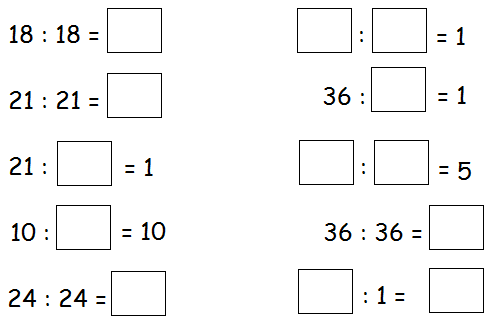 18 : 18 =
: = 1
21 : 21 =
36 : = 1
21 : = 1
: = 5
10 : = 10
36 : 36 =
24 : 24 =
: 1 =